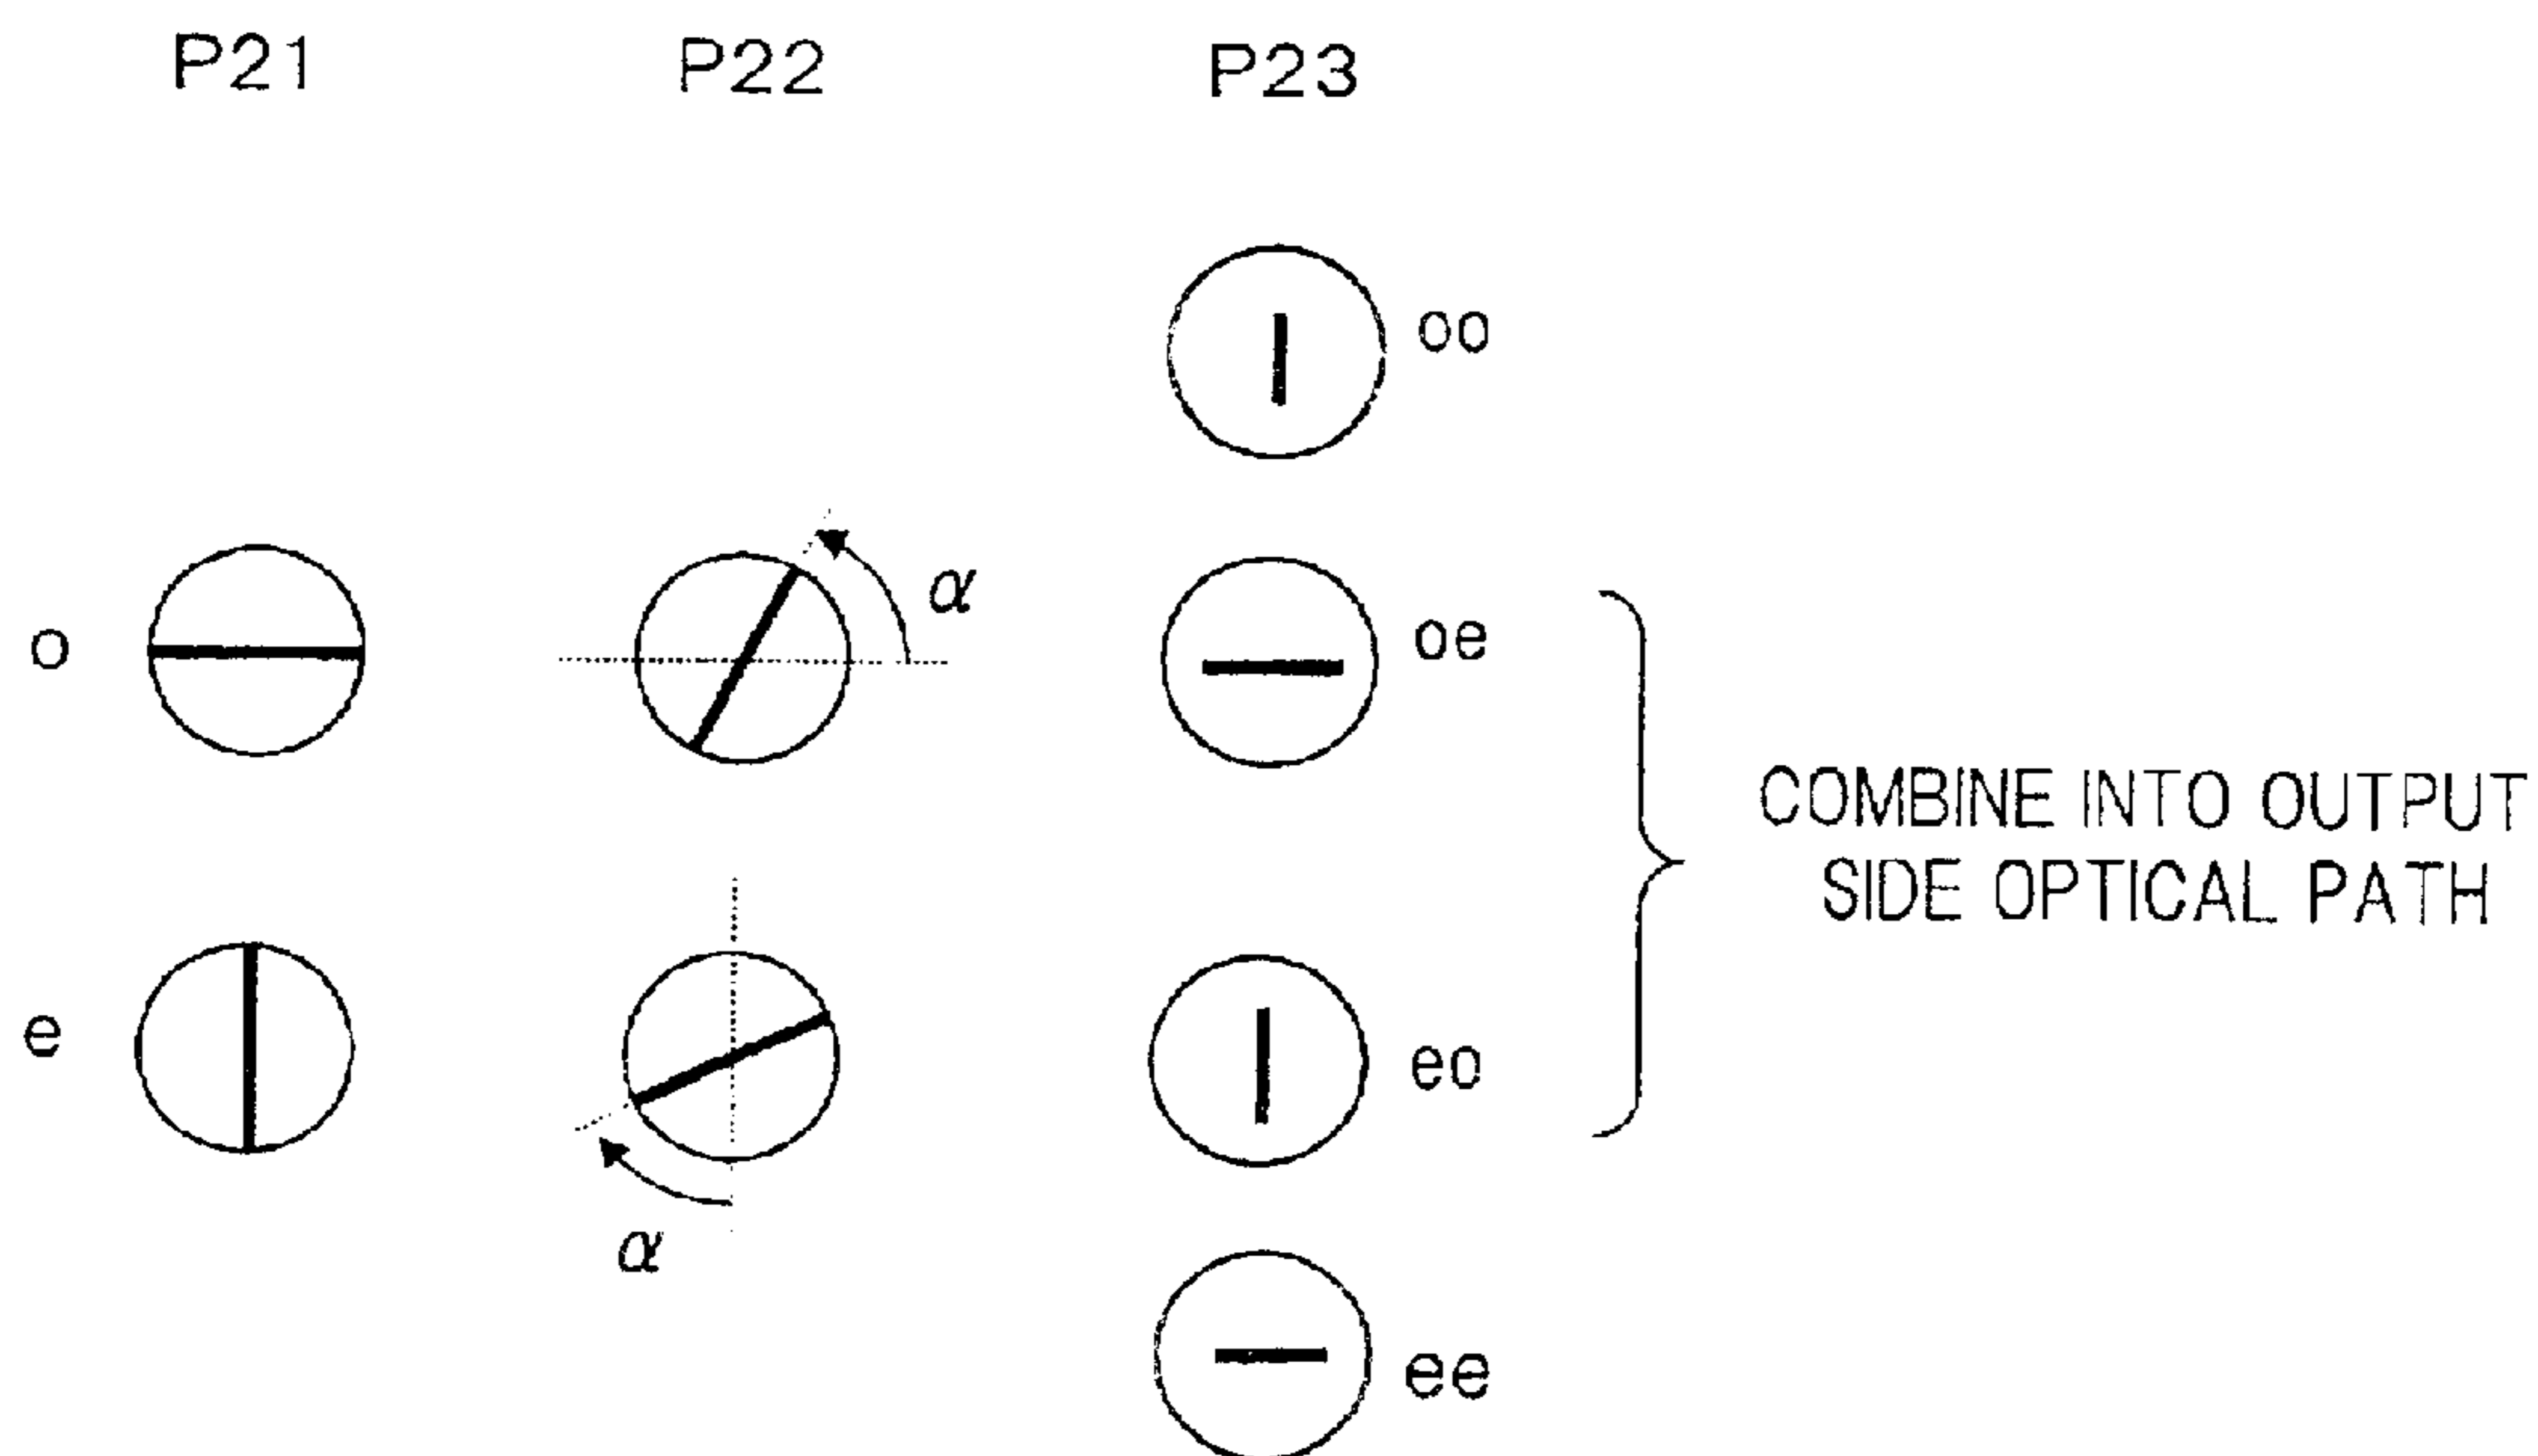 P21 P22 P23
oo
α
o oe
COMBINE INTO OUTPUT
SIDE OPTICAL PATH
e eo
α
ee